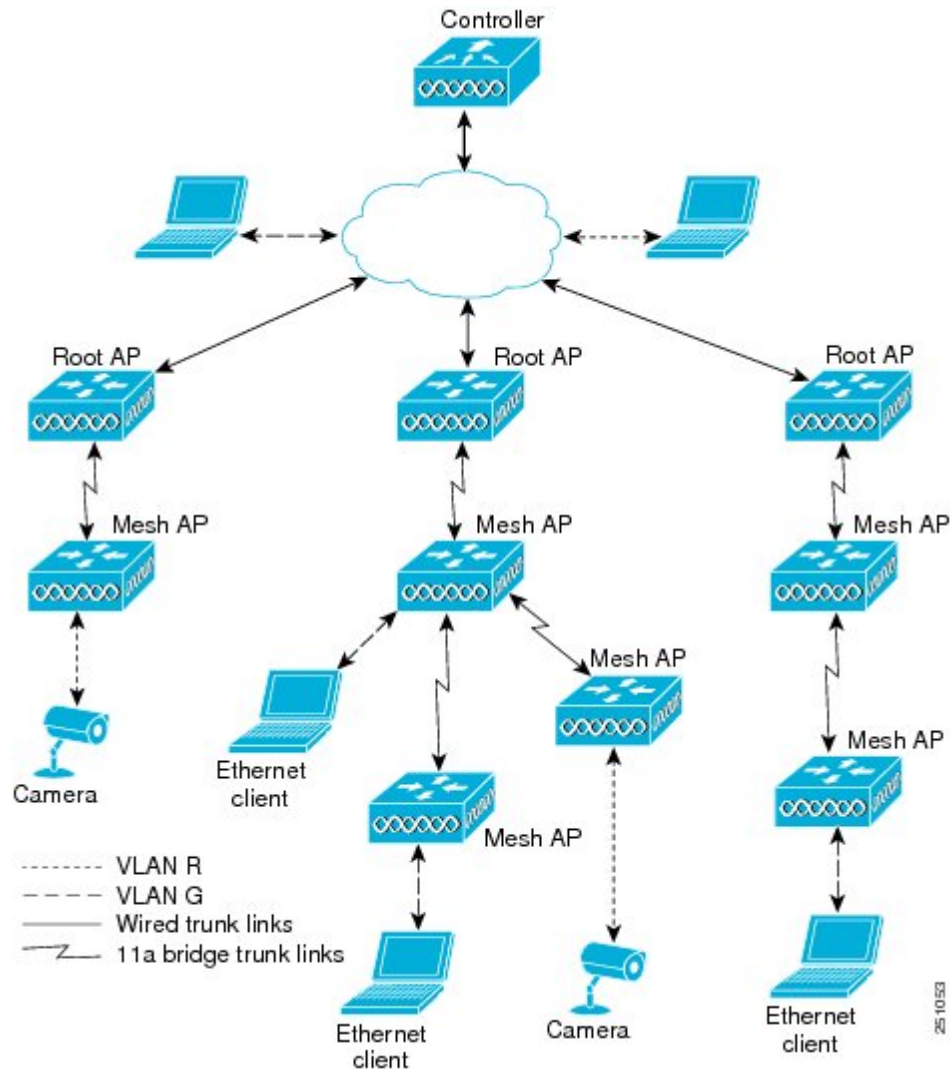 Controller
Root AP
Root AP
Root AP
Mesh AP
Mesh AP
Mesh AP
Mesh AP
Mesh AP
Ethernet
client
Camera
Mesh AP
VLAN R
VLAN G
Wired trunk links
11a bridge trunk links
Ethernet
client
Camera
Ethernet
client
251053